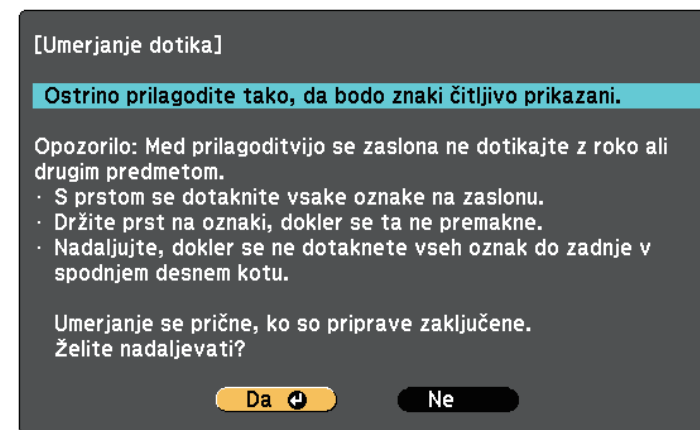 [Umerjanje dotika]
Ostrino prilagodite tako, da bodo znaki čitljivo prikazani.
Opozorilo: Med prilagoditvijo se zaslona ne dotikajte z roko ali
drugim predmetom.
· S prstom se dotaknite vsake oznake na zaslonu.
· Držite prst na oznaki, dokler se ta ne premakne.
· Nadaljujte, dokler se ne dotaknete vseh oznak do zadnje v
spodnjem desnem kotu.
Umerjanje se prične, ko so priprave zaključene.
Želite nadaljevati?
Da Ne